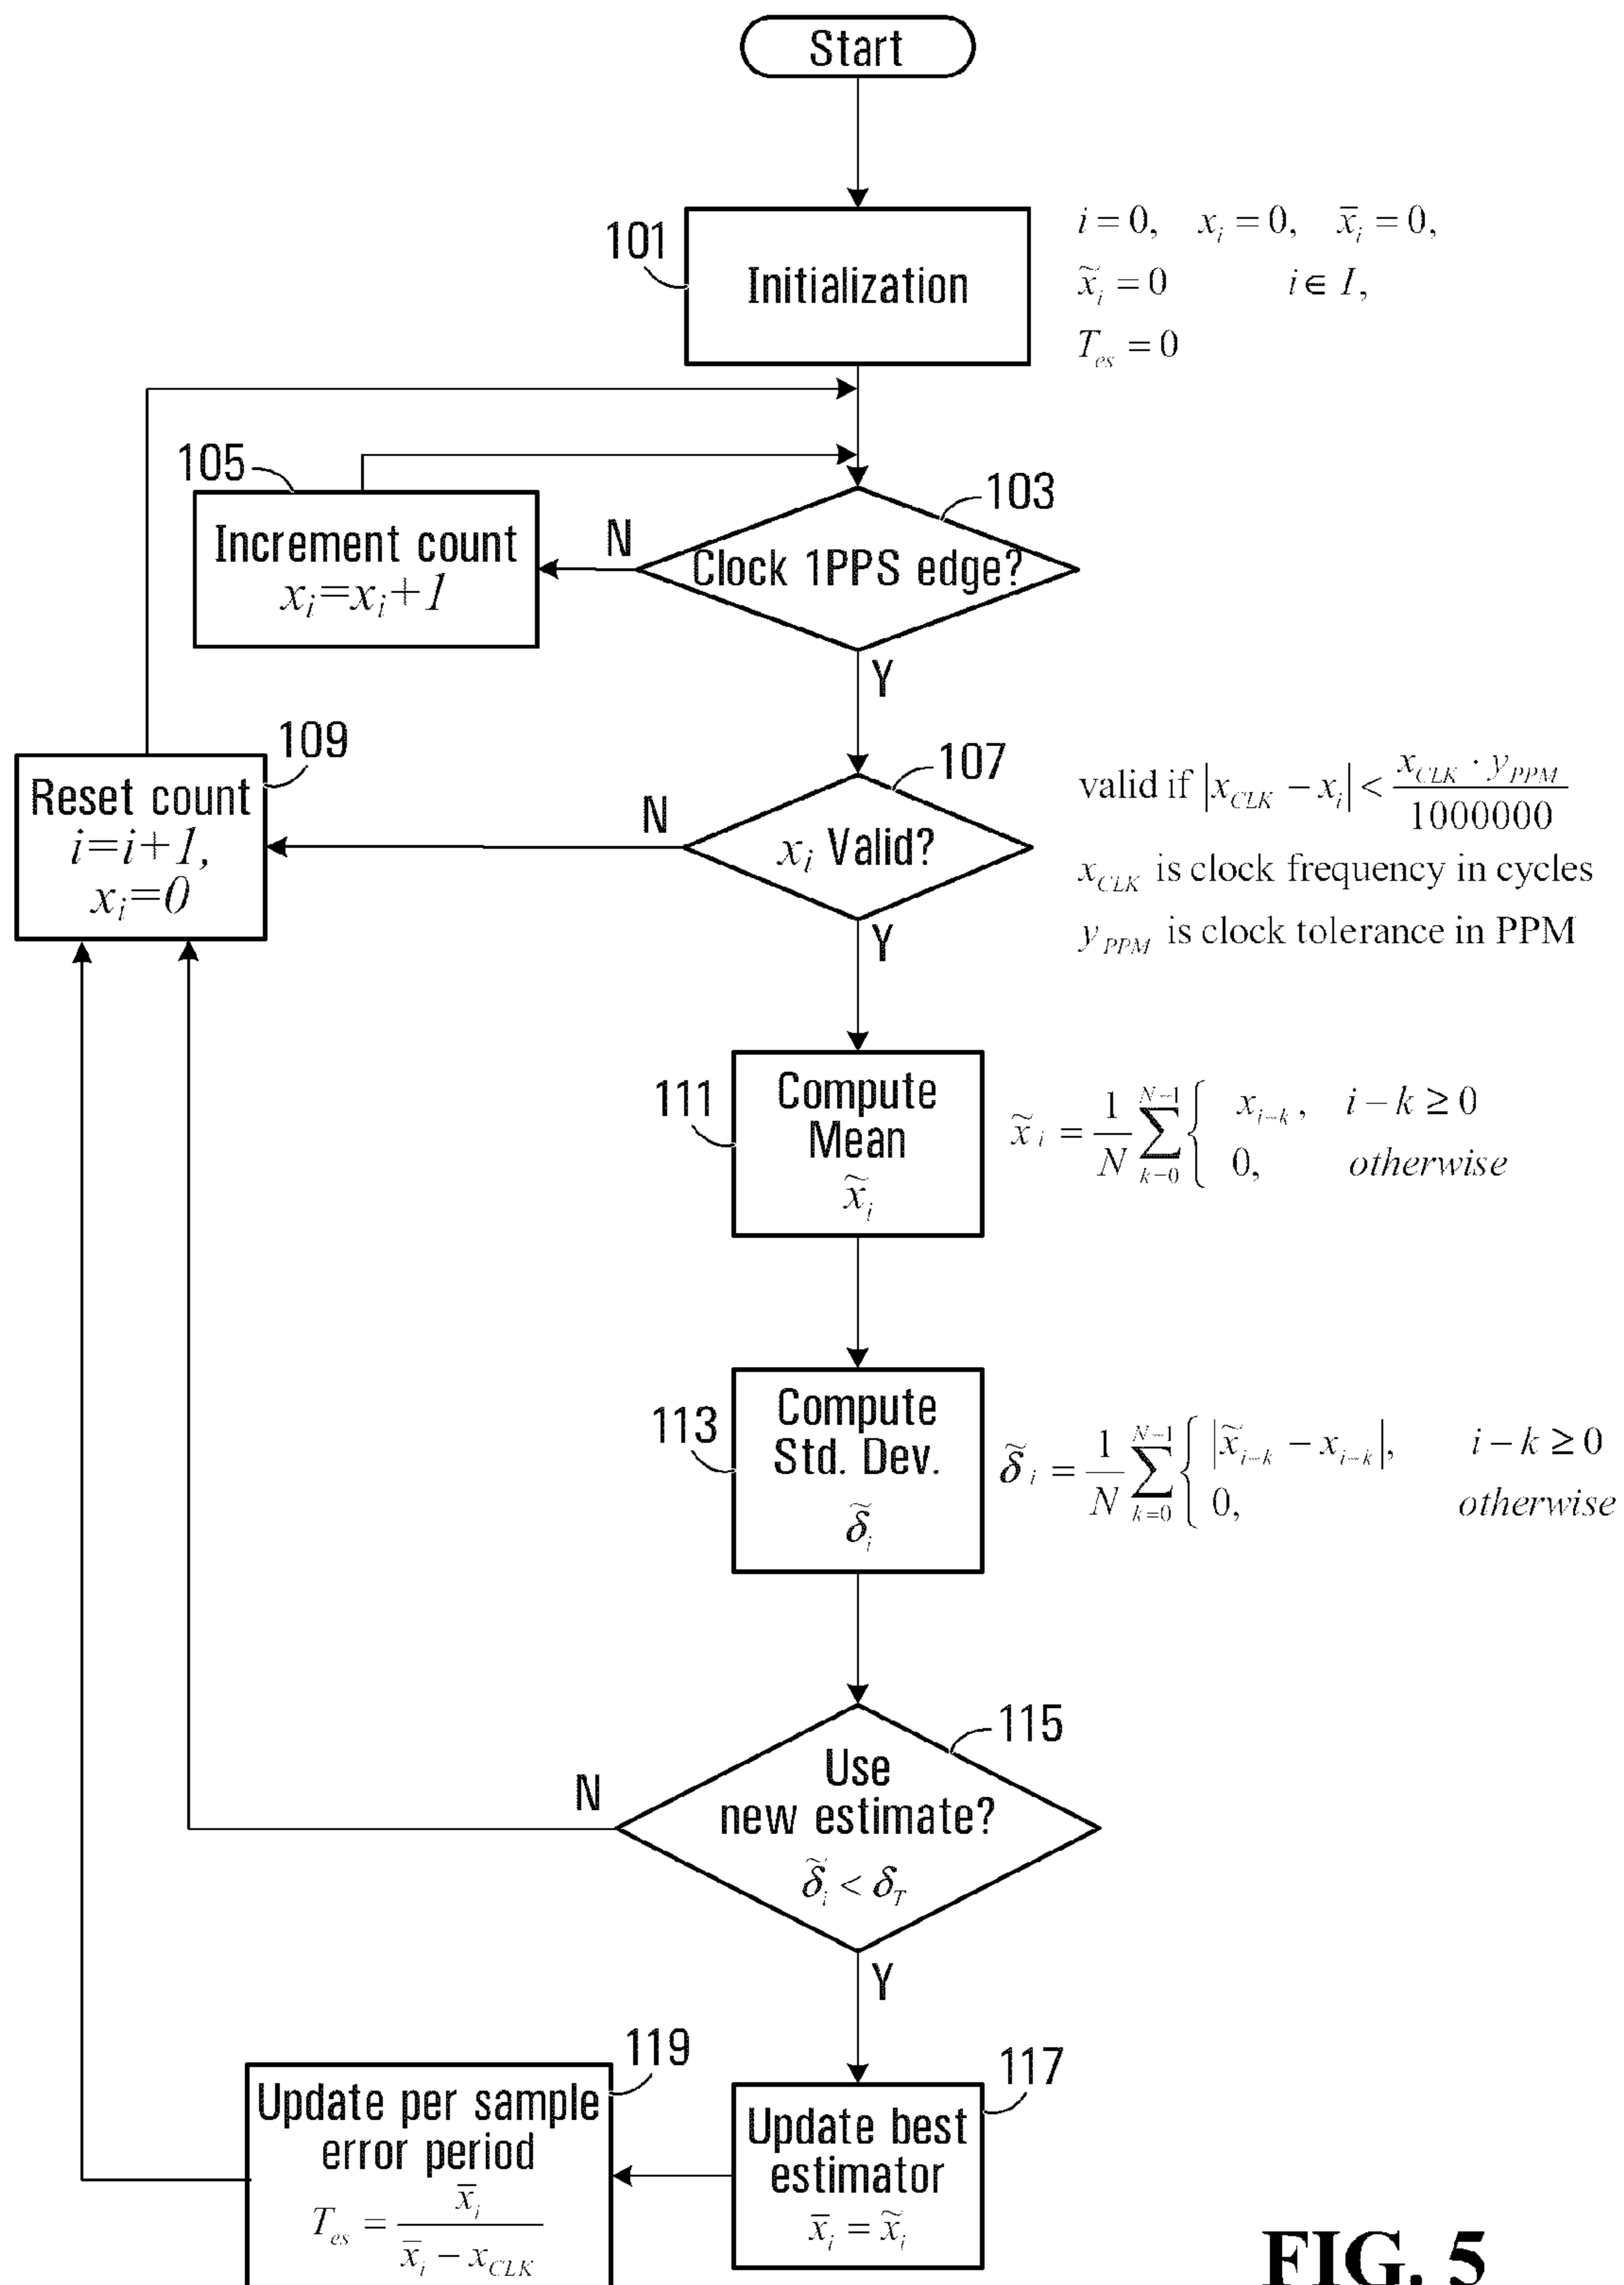 Start
101
Initialization
i = 0, x_i = 0, x̄_i = 0,
x̃_i = 0 i ∈ I,
T_es = 0
105
Increment count
x_i=x_i+1
N
103
Clock 1PPS edge?
Y
109
Reset count
i=i+1,
x_i=0
N
107
x_i Valid?
Y
valid if |x_CLK − x_i| < x_CLK · y_PPM / 1000000
x_CLK is clock frequency in cycles
y_PPM is clock tolerance in PPM
111
Compute
Mean
x̃_i
x̃_i = 1/N ∑_{k=0}^{N−1} { x_{i−k}, i − k ≥ 0
0, otherwise
113
Compute
Std. Dev.
δ̃_i
δ̃_i = 1/N ∑_{k=0}^{N−1} { |x̃_{i−k} − x_{i−k}|, i − k ≥ 0
0, otherwise
115
N
Use
new estimate?
δ̃_i < δ_T
Y
119
Update per sample
error period
T_es = x̄_i / x̄_i − x_CLK
117
Update best
estimator
x̄_i = x̃_i
FIG. 5